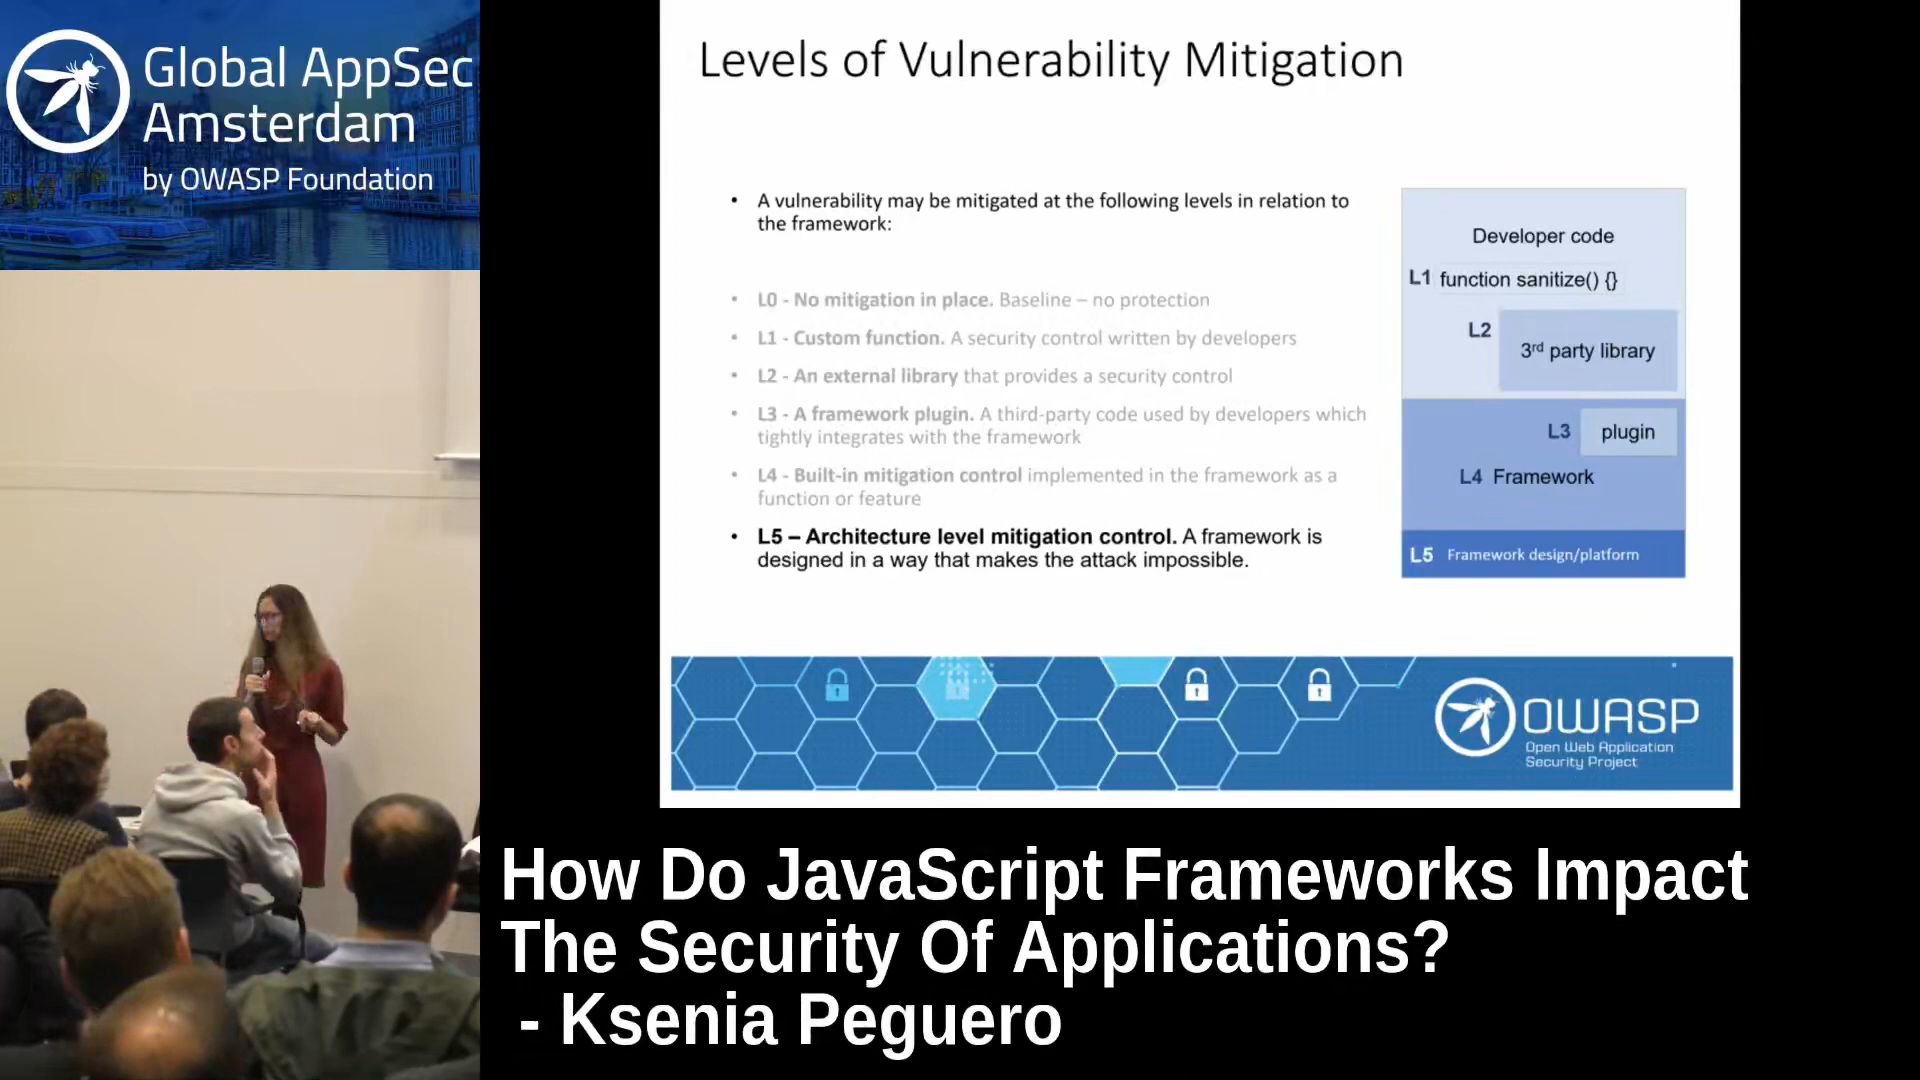 Global AppSec
Amsterdam
by OWASP Foundation
Levels of Vulnerability Mitigation
• A vulnerability may be mitigated at the following levels in relation to
the framework:
• L0 - No mitigation in place. Baseline – no protection
• L1 - Custom function. A security control written by developers
• L2 - An external library that provides a security control
• L3 - A framework plugin. A third-party code used by developers which
tightly integrates with the framework
• L4 - Built-in mitigation control implemented in the framework as a
function or feature
• L5 – Architecture level mitigation control. A framework is
designed in a way that makes the attack impossible.
Developer code
L1 function sanitize() {}
L2
3rd party library
L3 plugin
L4 Framework
L5 Framework design/platform
OWASP
Open Web Application
Security Project
How Do JavaScript Frameworks Impact
The Security Of Applications?
- Ksenia Peguero